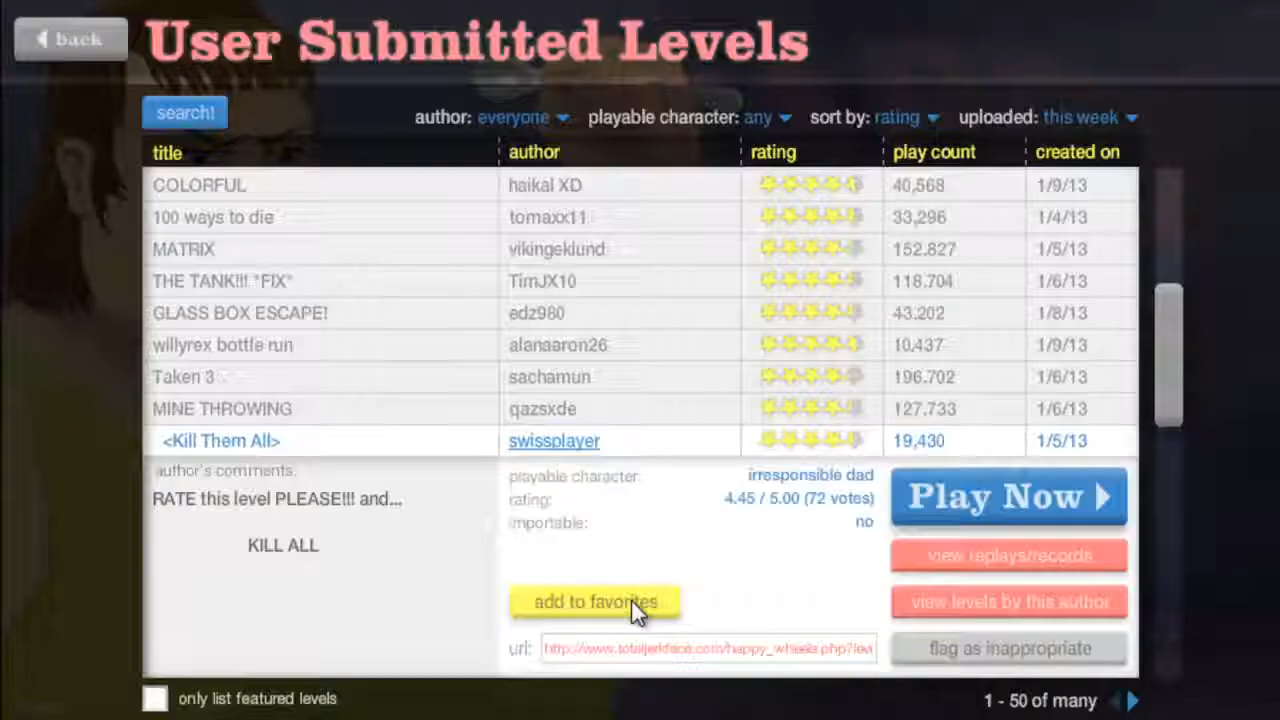 back
User Submitted Levels
search!
author: everyone playable character: any sort by: rating uploaded: this week
title author rating play count created on
COLORFUL haikal XD 40,568 1/9/13
100 ways to die tomaxx11 33,296 1/4/13
MATRIX vikingeklund 152,827 1/5/13
THE TANK!!! *FIX* TimJX10 118,704 1/6/13
GLASS BOX ESCAPE! edz980 43,202 1/8/13
willyrex bottle run alanaaron26 10,437 1/9/13
Taken 3 sachamun 196,702 1/6/13
MINE THROWING qazsxde 127,733 1/6/13
<Kill Them All> swissplayer 19,430 1/5/13
author's comments:
RATE this level PLEASE!!! and...
KILL ALL
playable character: irresponsible dad
rating: 4.45 / 5.00 (72 votes)
importable: no
add to favorites
url: http://www.totaljerkface.com/happy_wheels.php?lev
Play Now
view replays/records
view levels by this author
flag as inappropriate
only list featured levels
1 - 50 of many